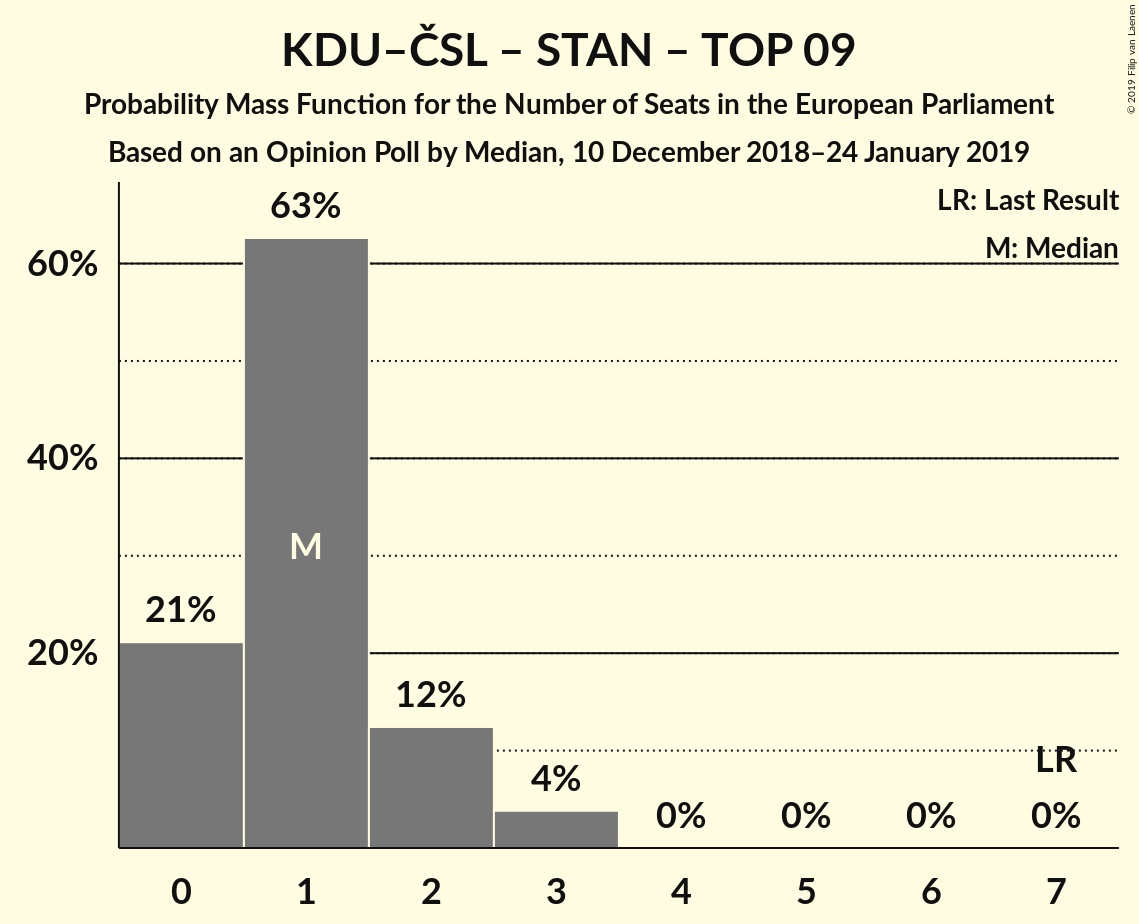 KDU–ČSL – STAN – TOP 09
Probability Mass Function for the Number of Seats in the European Parliament
Based on an Opinion Poll by Median, 10 December 2018–24 January 2019
© 2019 Filip van Laenen
LR: Last Result
M: Median
63%
60%
40%
M
21%
20%
12%
4%
LR
0%
0%
0%
0%
0 1 2 3 4 5 6 7